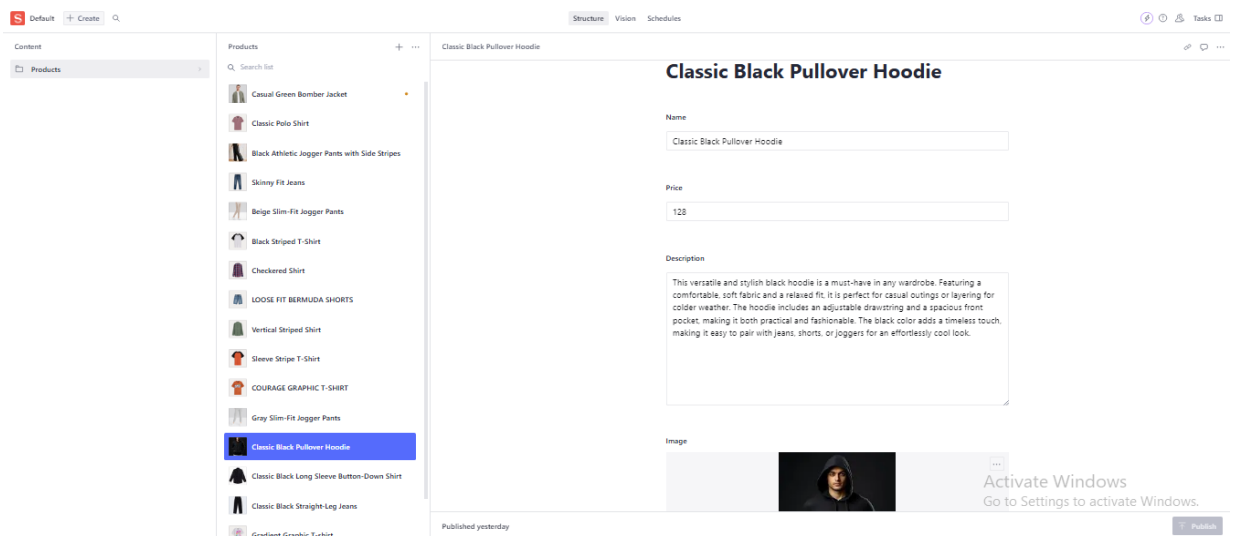 S Default + Create
Structure Vision Schedules
Tasks
Content
Products
Products
Search list
Casual Green Bomber Jacket
Classic Polo Shirt
Black Athletic Jogger Pants with Side Stripes
Skinny Fit Jeans
Beige Slim-Fit Jogger Pants
Black Striped T-Shirt
Checkered Shirt
LOOSE FIT BERMUDA SHORTS
Vertical Striped Shirt
Sleeve Stripe T-Shirt
COURAGE GRAPHIC T-SHIRT
Gray Slim-Fit Jogger Pants
Classic Black Pullover Hoodie
Classic Black Long Sleeve Button-Down Shirt
Classic Black Straight-Leg Jeans
Gradient Graphic T-shirt
Classic Black Pullover Hoodie
Classic Black Pullover Hoodie
Name
Classic Black Pullover Hoodie
Price
128
Description
This versatile and stylish black hoodie is a must-have in any wardrobe. Featuring a
comfortable, soft fabric and a relaxed fit, it is perfect for casual outings or layering for
colder weather. The hoodie includes an adjustable drawstring and a spacious front
pocket, making it both practical and fashionable. The black color adds a timeless touch,
making it easy to pair with jeans, shorts, or joggers for an effortlessly cool look.
Image
Activate Windows
Go to Settings to activate Windows.
Published yesterday
Publish